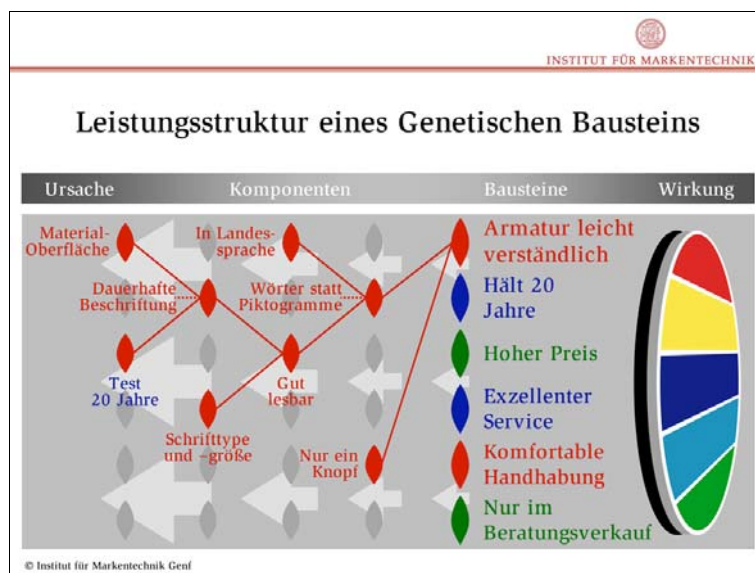 INSTITUT FÜR MARKENTECHNIK
Leistungsstruktur eines Genetischen Bausteins
Ursache
Komponenten
Bausteine
Wirkung
Material-
Oberfläche
In Landes-
sprache
Armatur leicht
verständlich
Dauerhafte
Beschriftung
Wörter statt
Piktogramme
Hält 20
Jahre
Hoher Preis
Test
20 Jahre
Gut
lesbar
Exzellenter
Service
Schrifttype
und –größe
Nur ein
Knopf
Komfortable
Handhabung
Nur im
Beratungsverkauf
© Institut für Markentechnik Genf